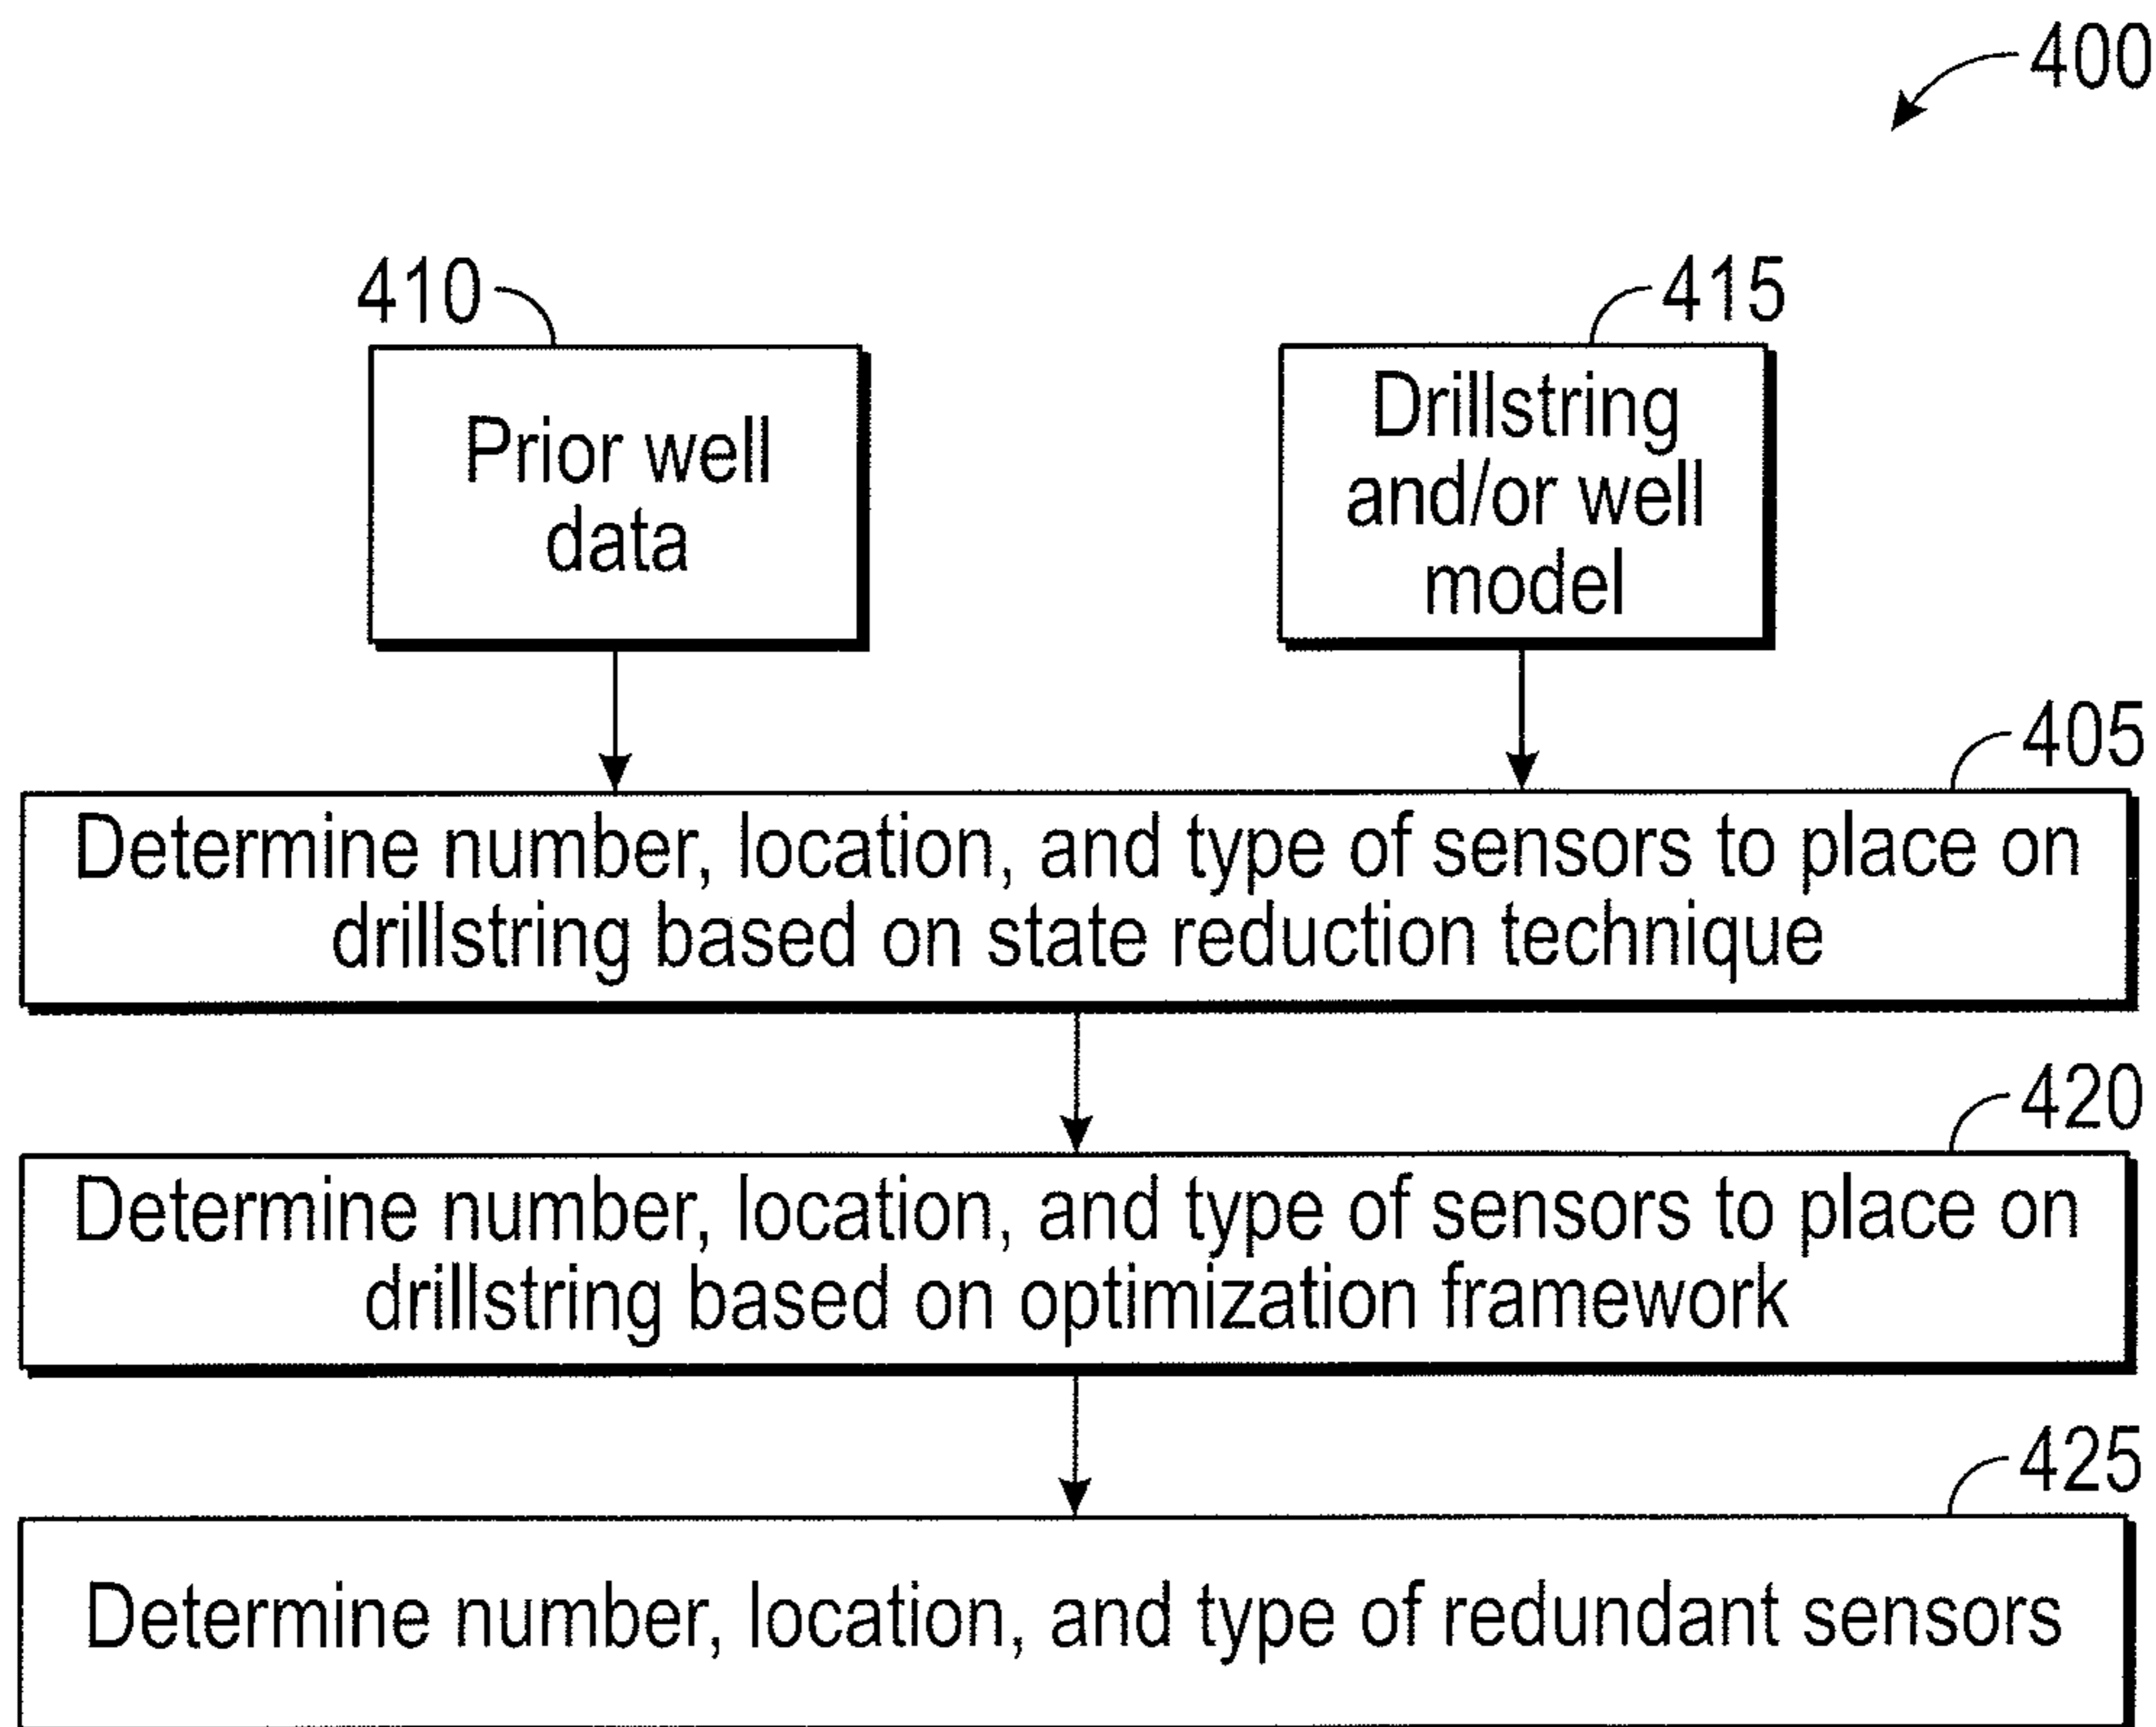 400
410
415
Prior well
data
Drillstring
and/or well
model
405
Determine number, location, and type of sensors to place on
drillstring based on state reduction technique
420
Determine number, location, and type of sensors to place on
drillstring based on optimization framework
425
Determine number, location, and type of redundant sensors